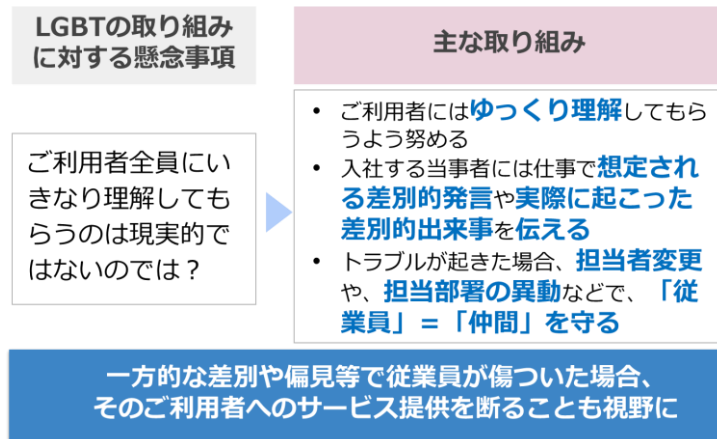 LGBTの取り組み
に対する懸念事項
主な取り組み
ご利用者全員にい
きなり理解しても
らうのは現実的で
はないのでは？
• ご利用者にはゆっくり理解してもら
うよう努める
• 入社する当事者には仕事で想定され
る差別的発言や実際に起こった
差別的出来事を伝える
• トラブルが起きた場合、担当者変更
や、担当部署の異動などで、「従
業員」＝「仲間」を守る
一方的な差別や偏見等で従業員が傷ついた場合、
そのご利用者へのサービス提供を断ることも視野に